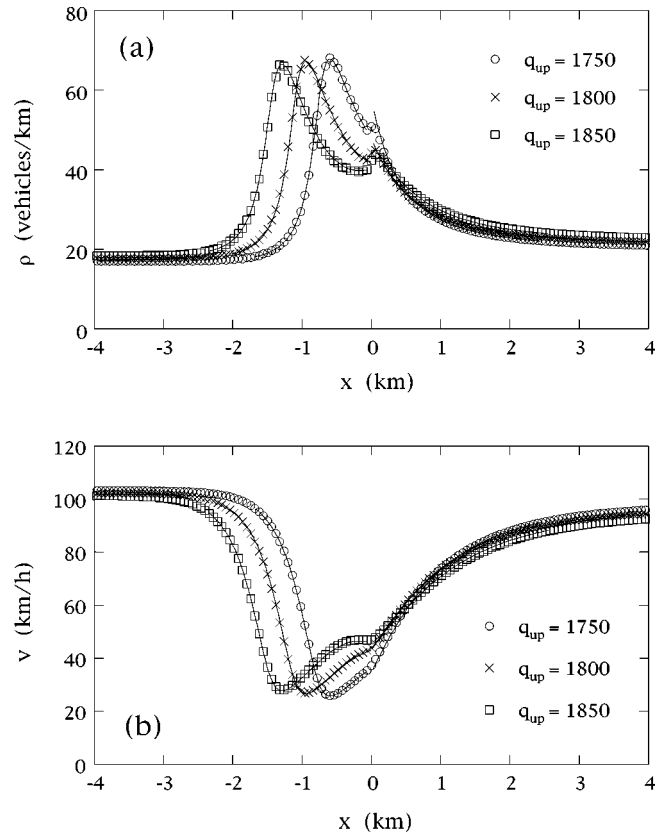 80
60
40
20
0
ρ (vehicles/km)
(a)
q_up = 1750
q_up = 1800
q_up = 1850
-4 -3 -2 -1 0 1 2 3 4
x (km)
120
100
80
60
40
20
0
v (km/h)
(b)
q_up = 1750
q_up = 1800
q_up = 1850
-4 -3 -2 -1 0 1 2 3 4
x (km)